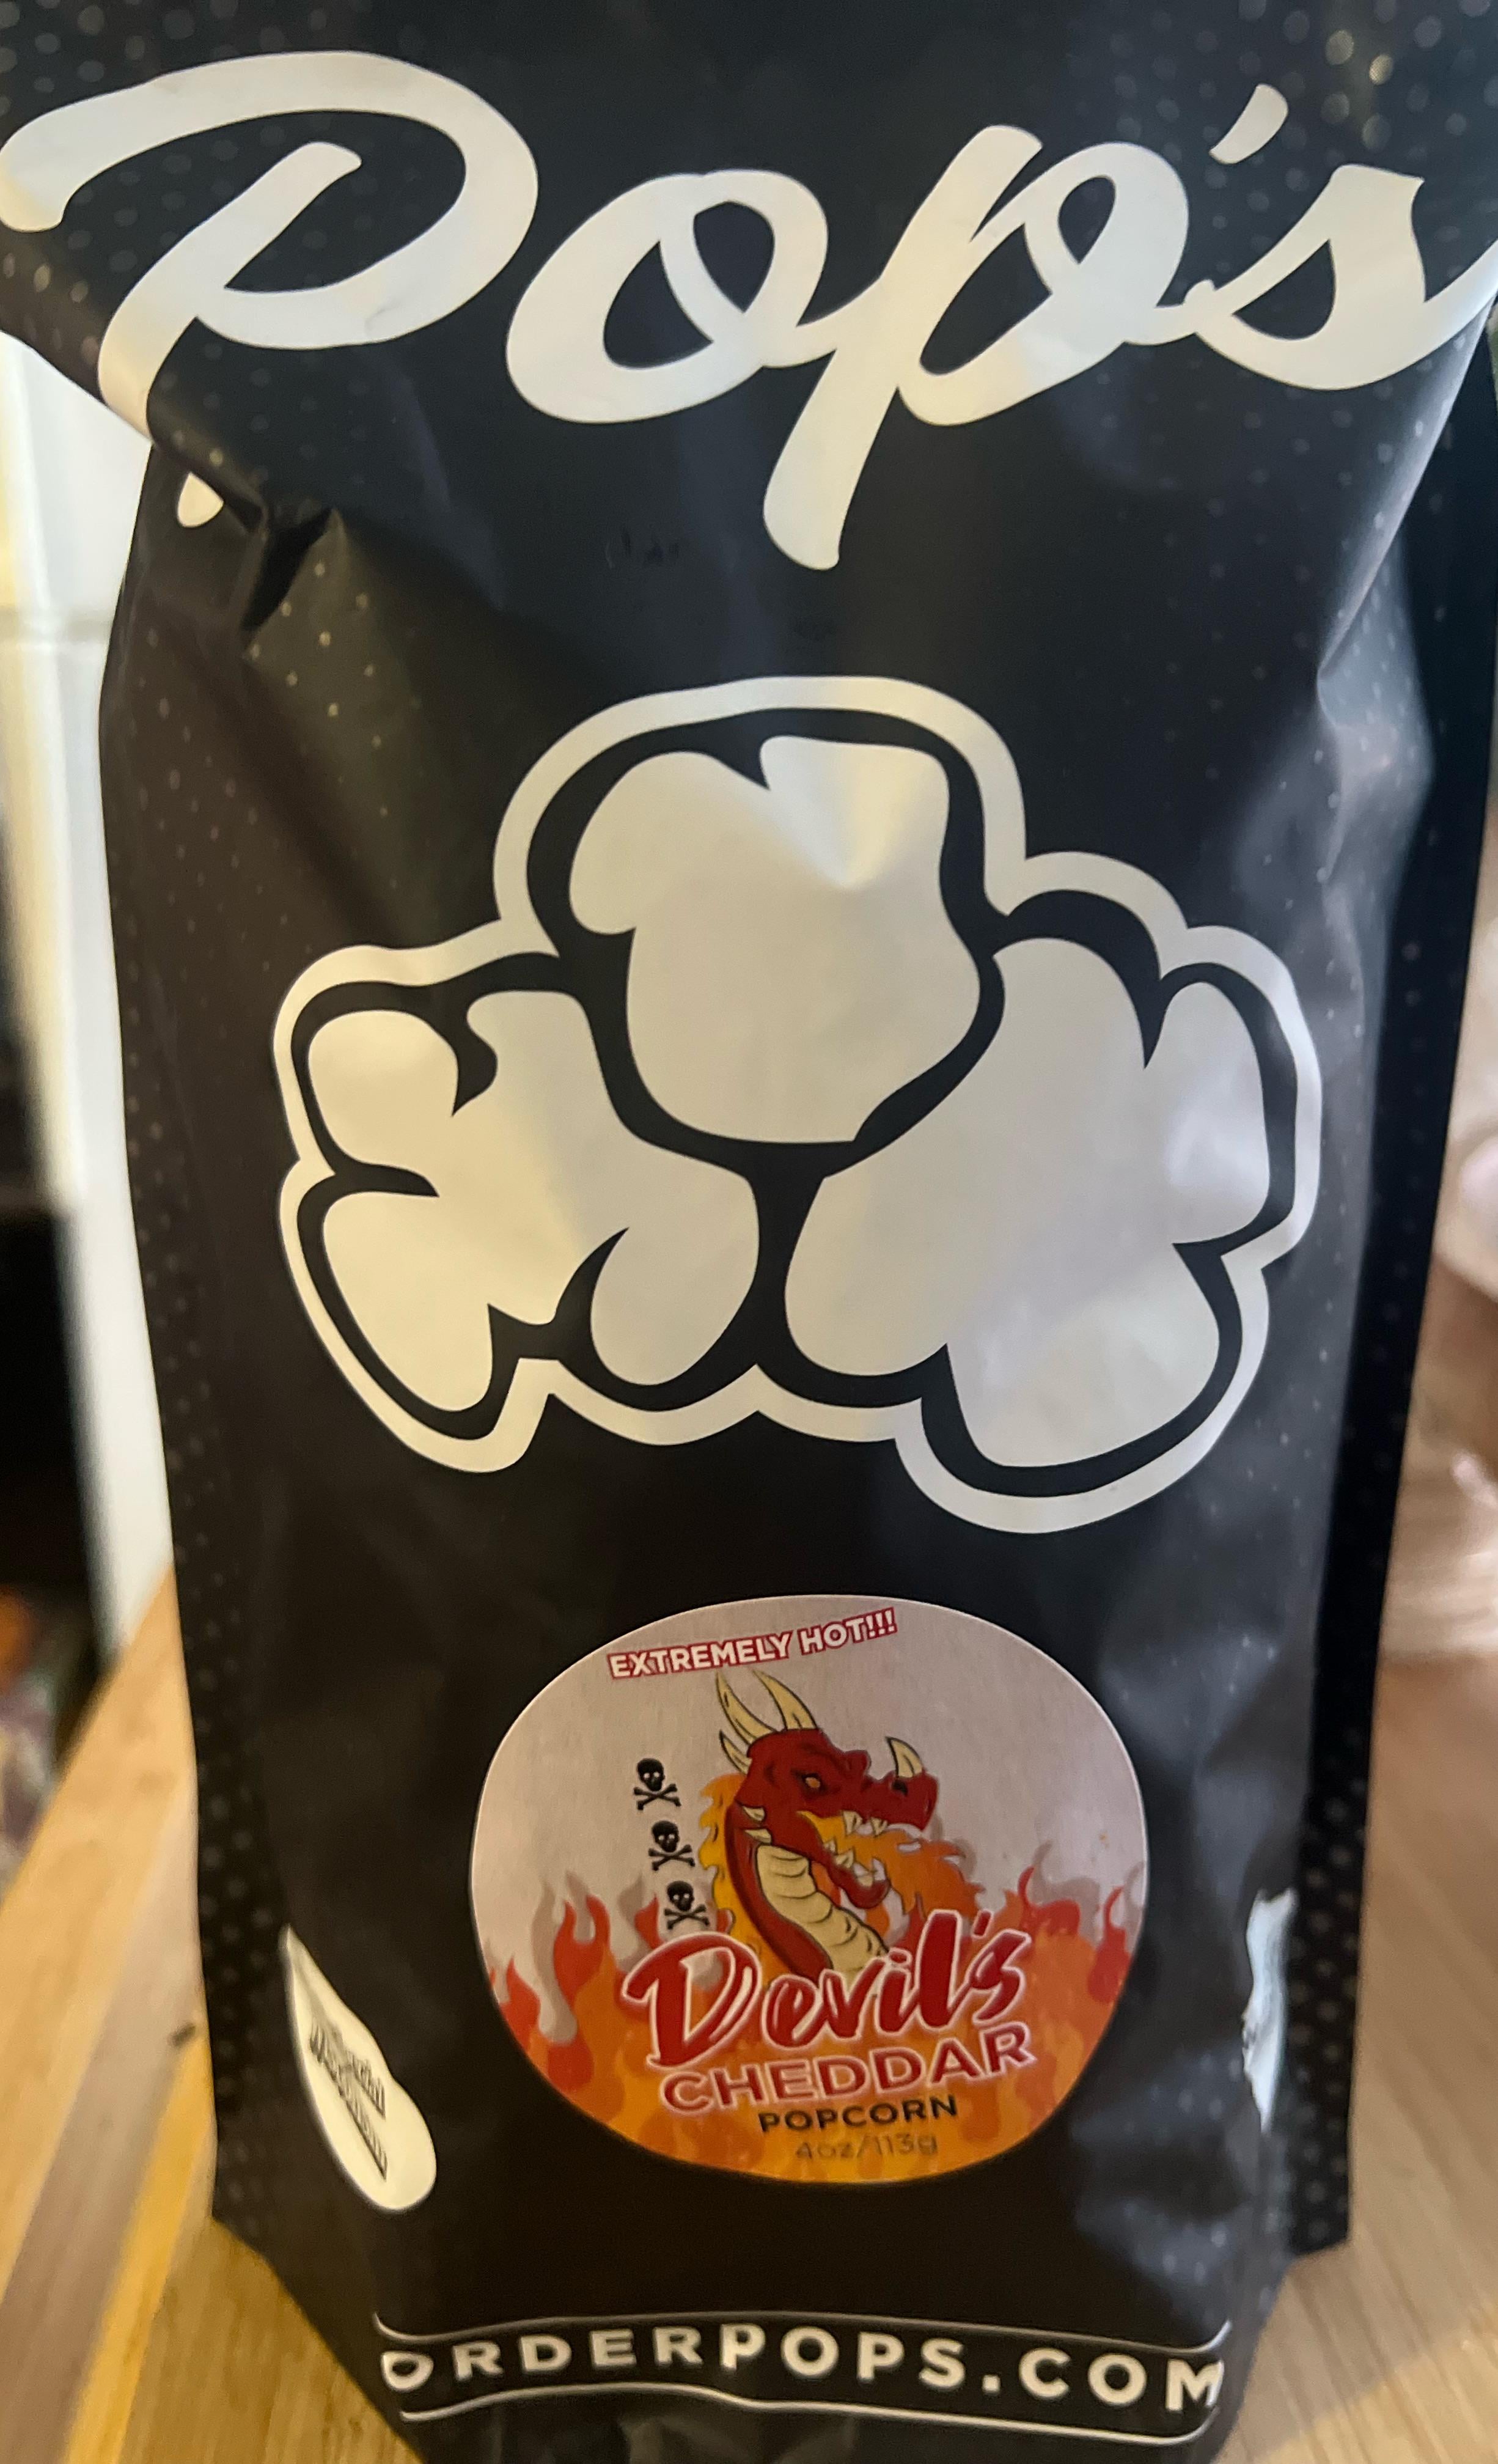 Pop's
EXTREMELY HOT!!!
Devil's
CHEDDAR
POPCORN
4oz/113g
ORDERPOPS.COM